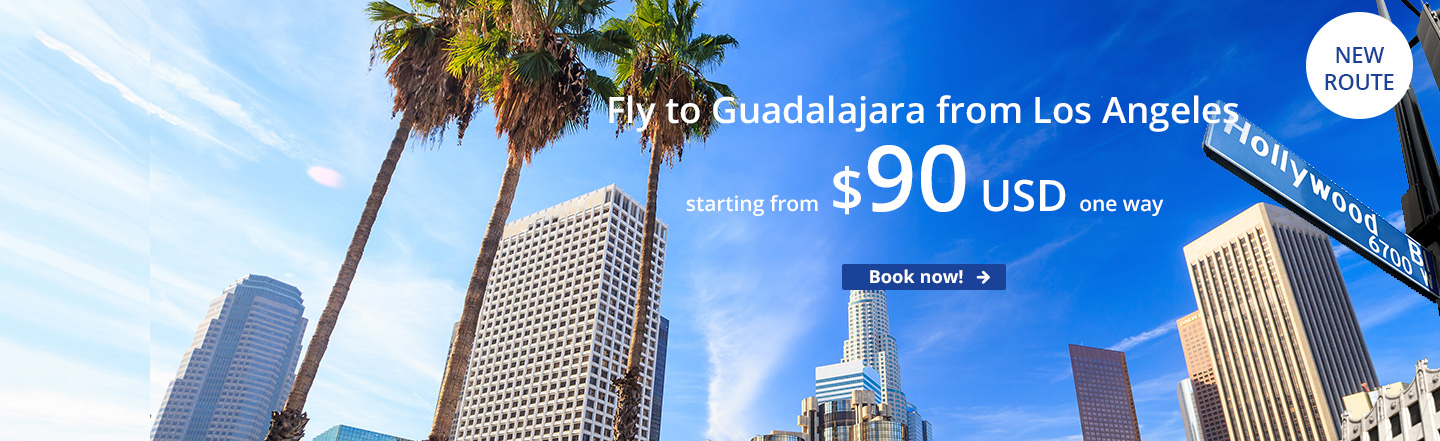 NEW
ROUTE
Fly to Guadalajara from Los Angeles
starting from $90 USD one way
Book now!
Hollywood B
6700